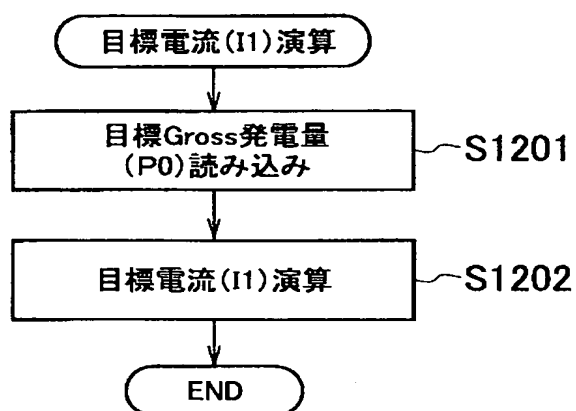 目標電流(I1)演算
目標Gross発電量
(P0)読み込み
S1201
目標電流(I1)演算
S1202
END